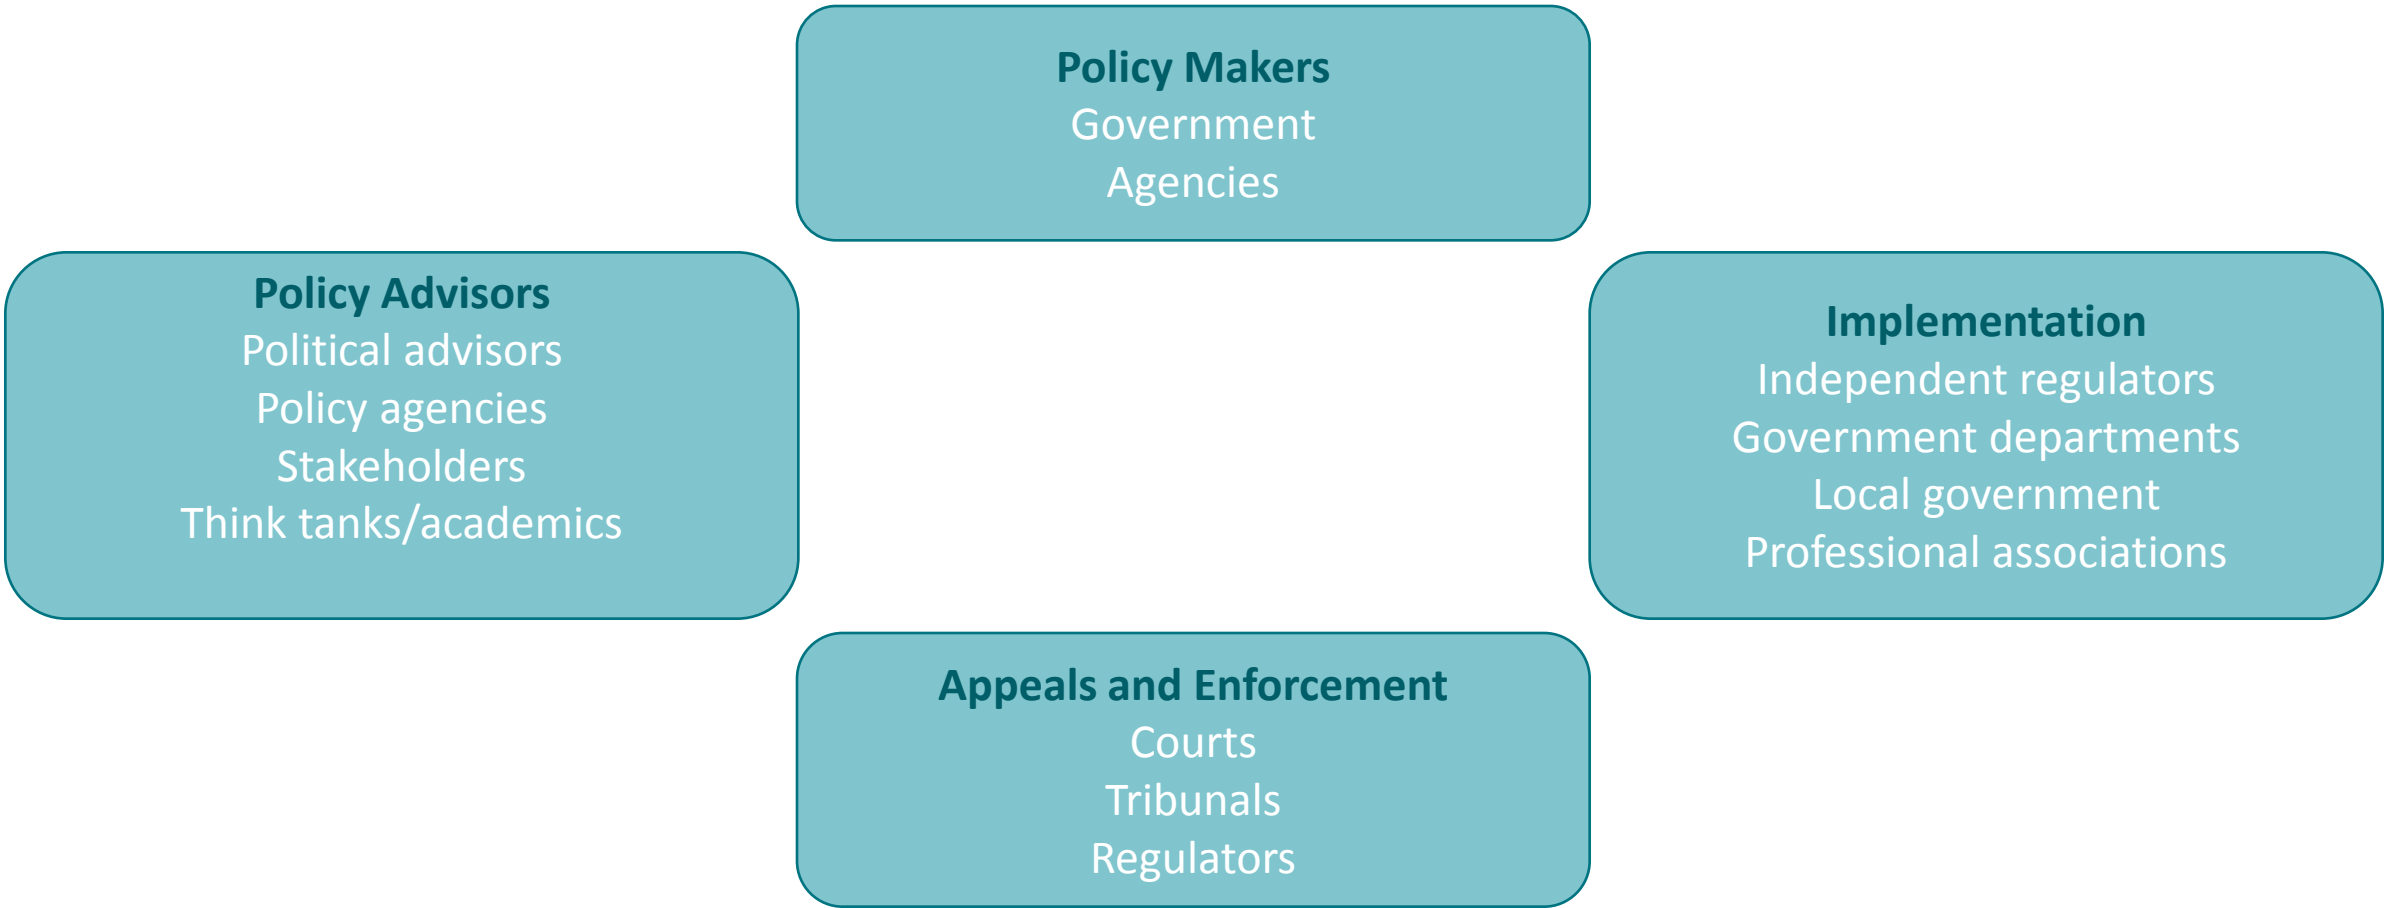 Policy Makers
Government
Agencies
Policy Advisors
Political advisors
Policy agencies
Stakeholders
Think tanks/academics
Implementation
Independent regulators
Government departments
Local government
Professional associations
Appeals and Enforcement
Courts
Tribunals
Regulators